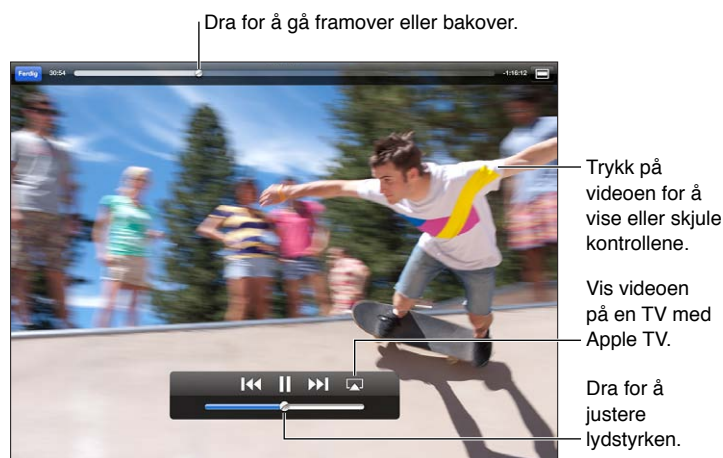 Dra for å gå framover eller bakover.
Ferdig 30:54 -1:16:12
Trykk på
videoen for å
vise eller skjule
kontrollene.
Vis videoen
på en TV med
Apple TV.
Dra for å
justere
lydstyrken.